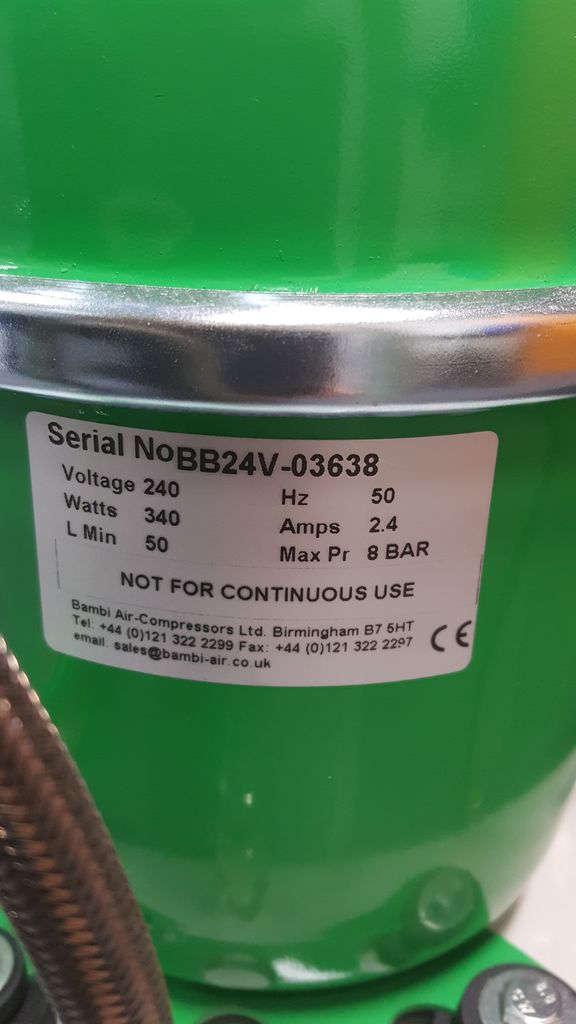 Serial No BB24V-03638
Voltage 240 Hz 50
Watts 340 Amps 2.4
L Min 50 Max Pr 8 BAR
NOT FOR CONTINUOUS USE
Bambi Air-Compressors Ltd. Birmingham B7 5HT
Tel: +44 (0)121 322 2299 Fax: +44 (0)121 322 2297
email. sales@bambi-air.co.uk
CE